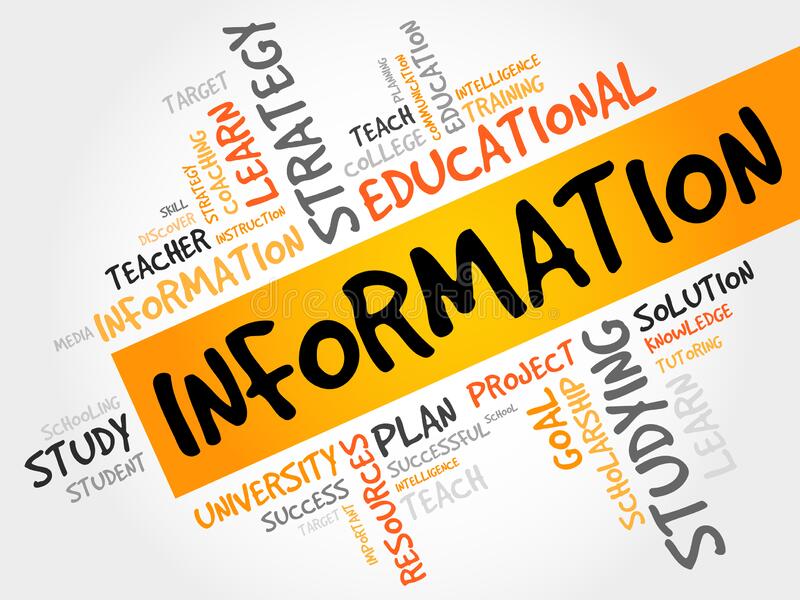 TARGET
LEARN
STRATEGY
COACHING
STRATEGY
SKILL
DISCOVER
TEACHER
INSTRUCTION
INFORMATION
MEDIA
TEACH
PLANNING
COMMUNICATION
EDUCATION
INTELLIGENCE
TRAINING
COLLEGE
EDUCATIONAL
INFORMATION
SCHOOLING
STUDY
STUDENT
UNIVERSITY
SUCCESS
TARGET
IMPORTANT
RESOURCES
PLAN
SUCCESSFUL
SCHOOL
INTELLIGENCE
TEACH
PROJECT
GOAL
SCHOLARSHIP
STUDYING
SOLUTION
KNOWLEDGE
TUTORING
LEARN
dreamstime